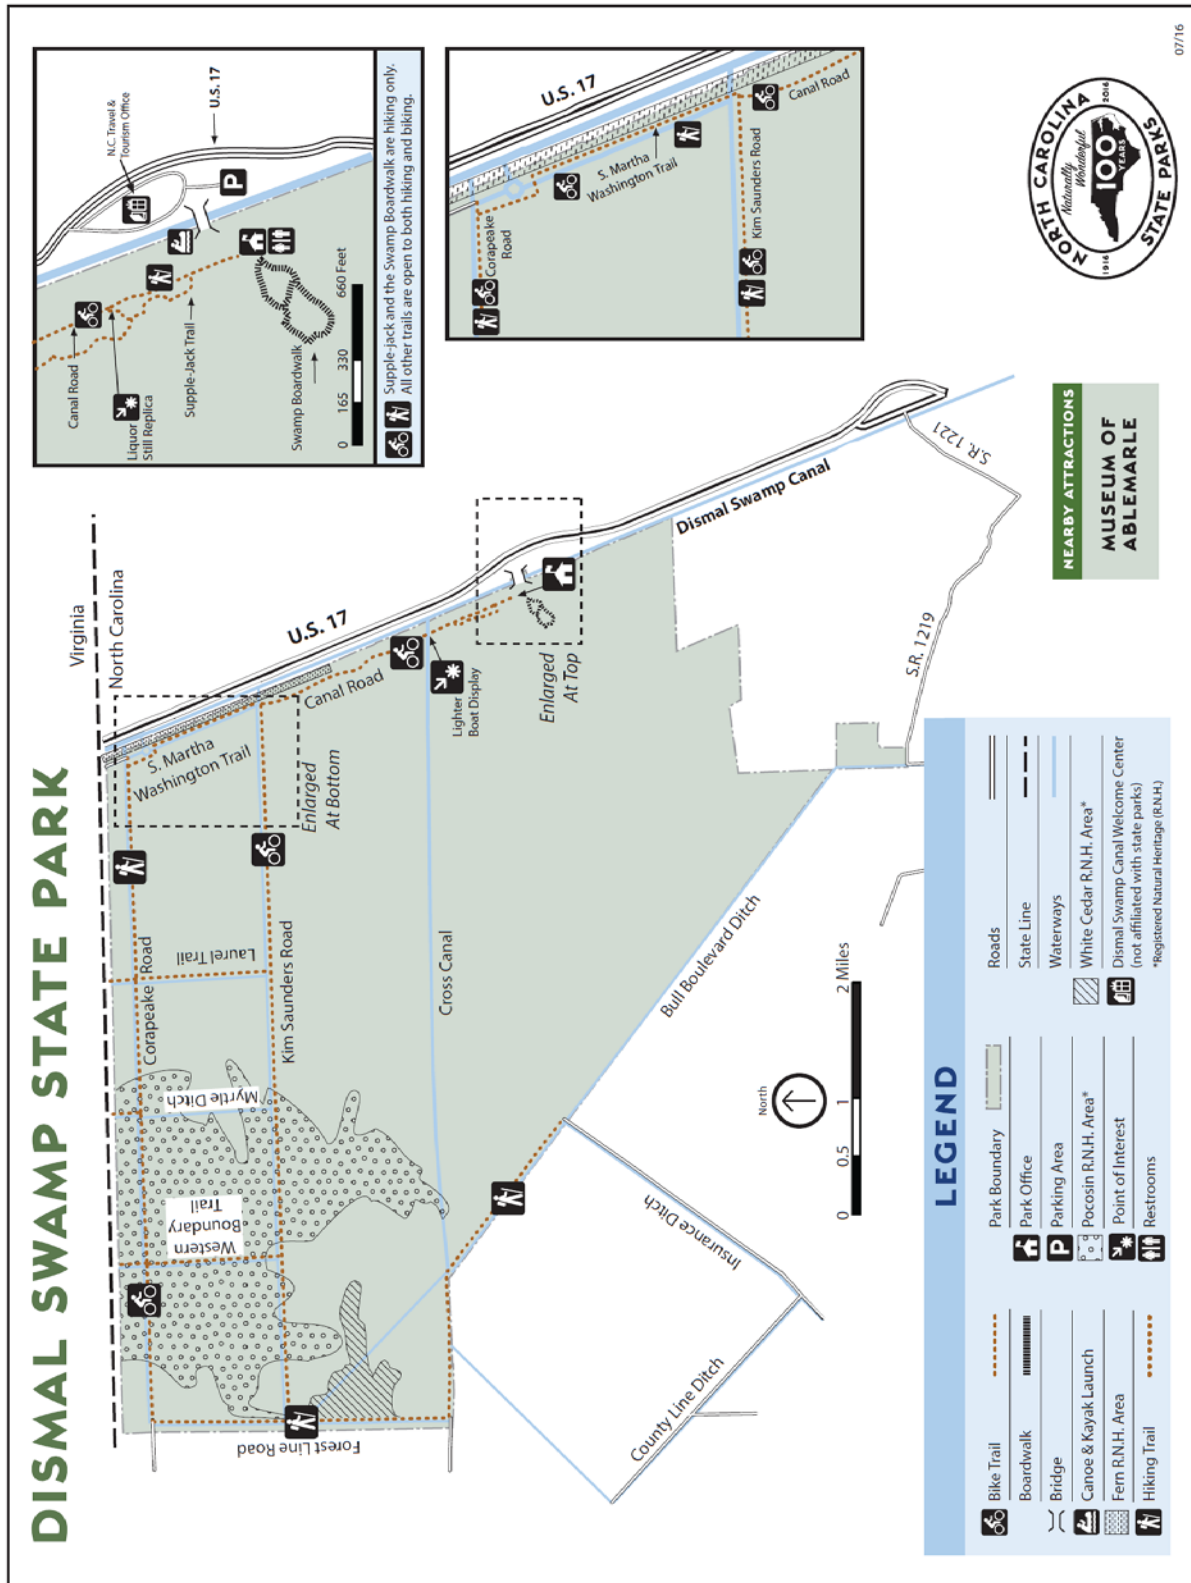 DISMAL SWAMP STATE PARK
Virginia
North Carolina
U.S. 17
Corapeake Road
S. Martha
Washington Trail
Laurel Trail
Kim Saunders Road
Canal Road
Enlarged
At Bottom
Myrtle Ditch
Western
Boundary
Trail
Forest Line Road
Cross Canal
Lighter
Boat Display
Enlarged
At Top
Dismal Swamp Canal
Bull Boulevard Ditch
Insurance Ditch
County Line Ditch
S.R. 1219
S.R. 1221
North
0
0.5
1
2 Miles
N.C. Travel &
Tourism Office
U.S. 17
P
Canal Road
Liquor
Still Replica
Supple-Jack Trail
Swamp Boardwalk
0
165
330
660 Feet
Supple-jack and the Swamp Boardwalk are hiking only.
All other trails are open to both hiking and biking.
U.S. 17
Corapeake
Road
S. Martha
Washington Trail
Kim Saunders Road
Canal Road
LEGEND
Bike Trail
Boardwalk
Bridge
Canoe & Kayak Launch
Fern R.N.H. Area
Hiking Trail
Park Boundary
Park Office
P
Parking Area
Pocosin R.N.H. Area*
Point of Interest
Restrooms
Roads
State Line
Waterways
White Cedar R.N.H. Area*
Dismal Swamp Canal Welcome Center
(not affiliated with state parks)
*Registered Natural Heritage (R.N.H.)
NEARBY ATTRACTIONS
MUSEUM OF
ABLEMARLE
NORTH CAROLINA
Naturally
Wonderful
100
YEARS
1916
2016
STATE PARKS
07/16